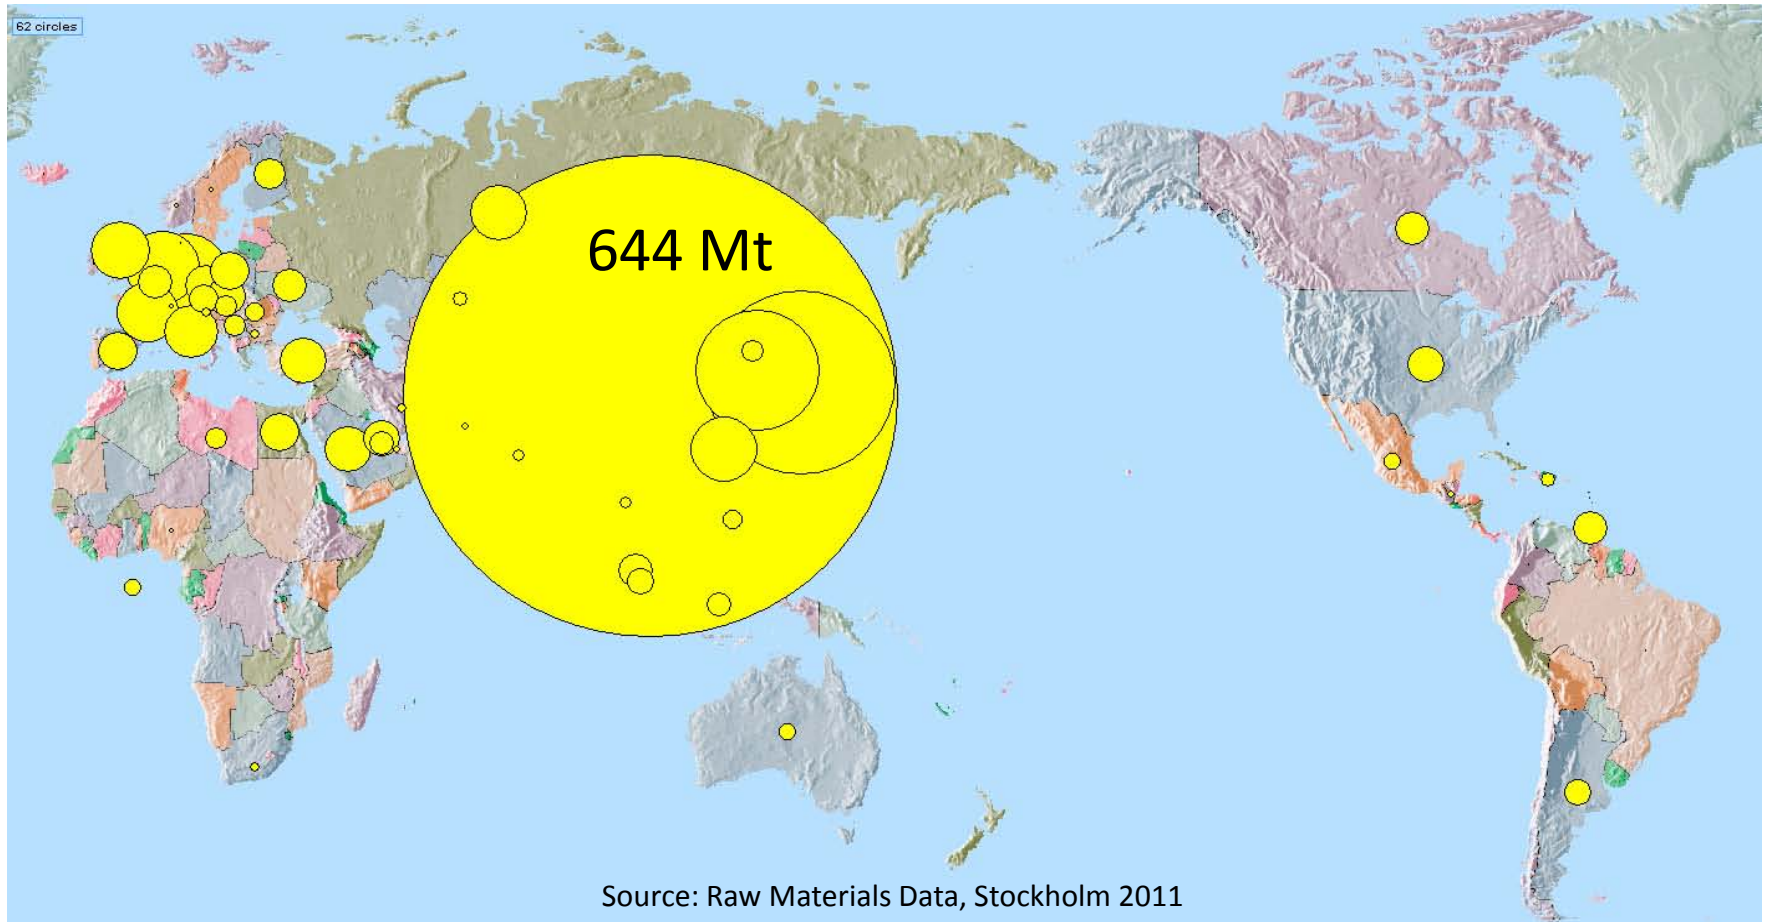 62 circles
644 Mt
Source: Raw Materials Data, Stockholm 2011